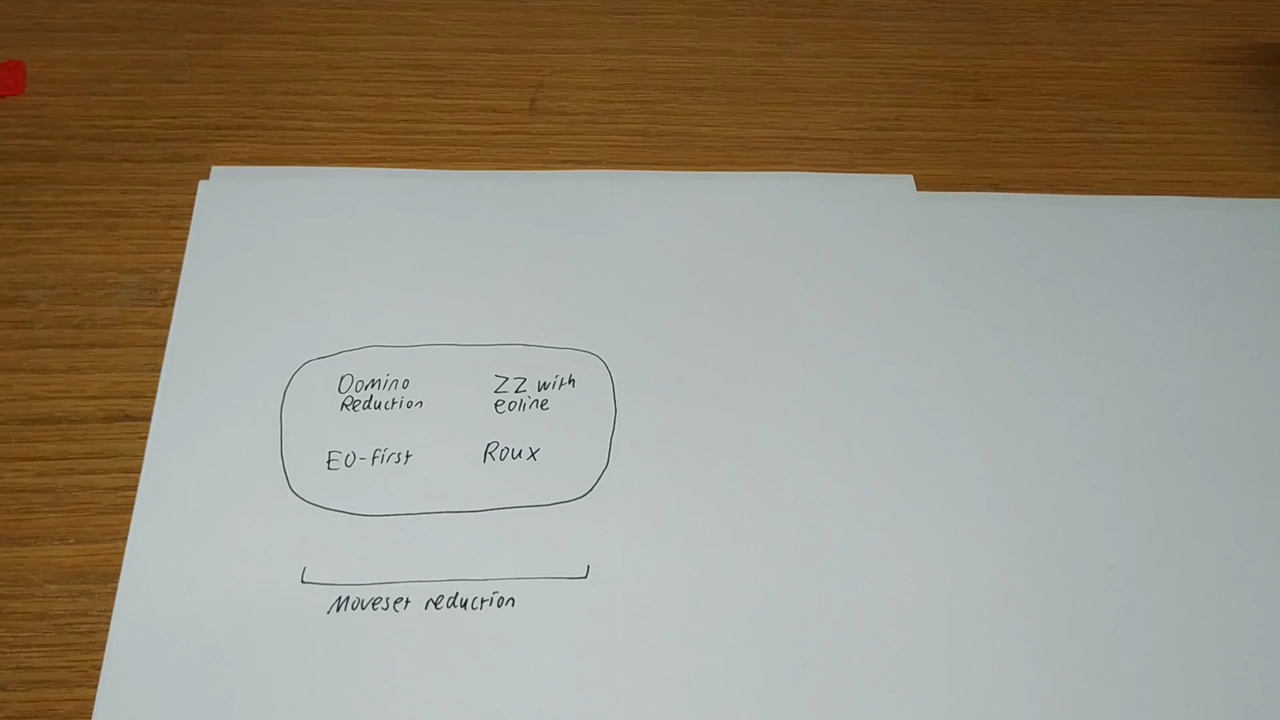 Domino
Reduction
ZZ with
eoline
EO-first
Roux
Moveset reduction